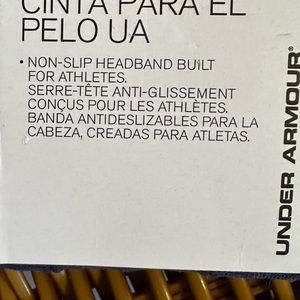 CINTA PARA EL
PELO UA
• NON-SLIP HEADBAND BUILT
FOR ATHLETES.
SERRE-TÊTE ANTI-GLISSEMENT
CONÇUS POUR LES ATHLÈTES.
BANDA ANTIDESLIZABLES PARA LA
CABEZA, CREADAS PARA ATLETAS.
UNDER ARMOUR®